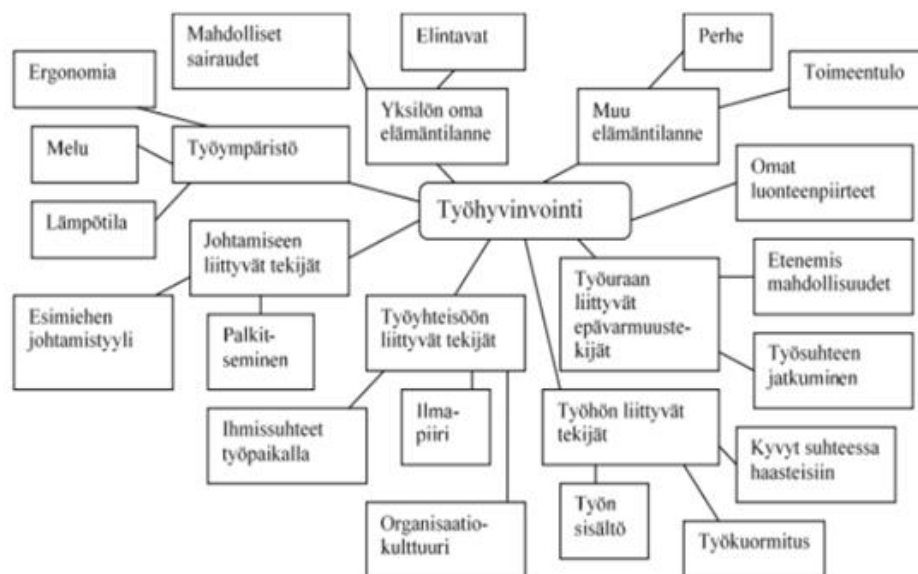 Mahdolliset
sairaudet
Elintavat
Perhe
Ergonomia
Toimeentulo
Yksilön oma
elämäntilanne
Muu
elämäntilanne
Melu
Työympäristö
Omat
luonteenpiirteet
Työhyvinvointi
Lämpötila
Johtamiseen
liittyvät tekijät
Etenemis
mahdollisuudet
Työuraan
liittyvät
epävarmuuste-
kijät
Esimiehen
johtamistyyli
Palkit-
seminen
Työyhteisöön
liittyvät tekijät
Työsuhteen
jatkuminen
Ihmissuhteet
työpaikalla
Ilma-
piiri
Työhön liittyvät
tekijät
Kyvyt suhteessa
haasteisiin
Organisaatio-
kulttuuri
Työn
sisältö
Työkuormitus